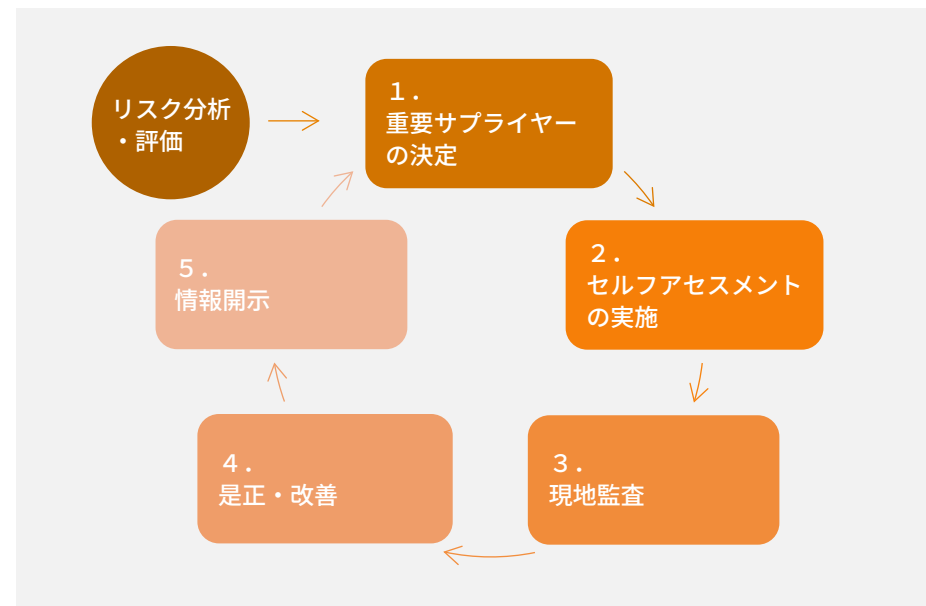 リスク分析
・評価
１．
重要サプライヤー
の決定
２．
セルフアセスメント
の実施
３．
現地監査
４．
是正・改善
５．
情報開示